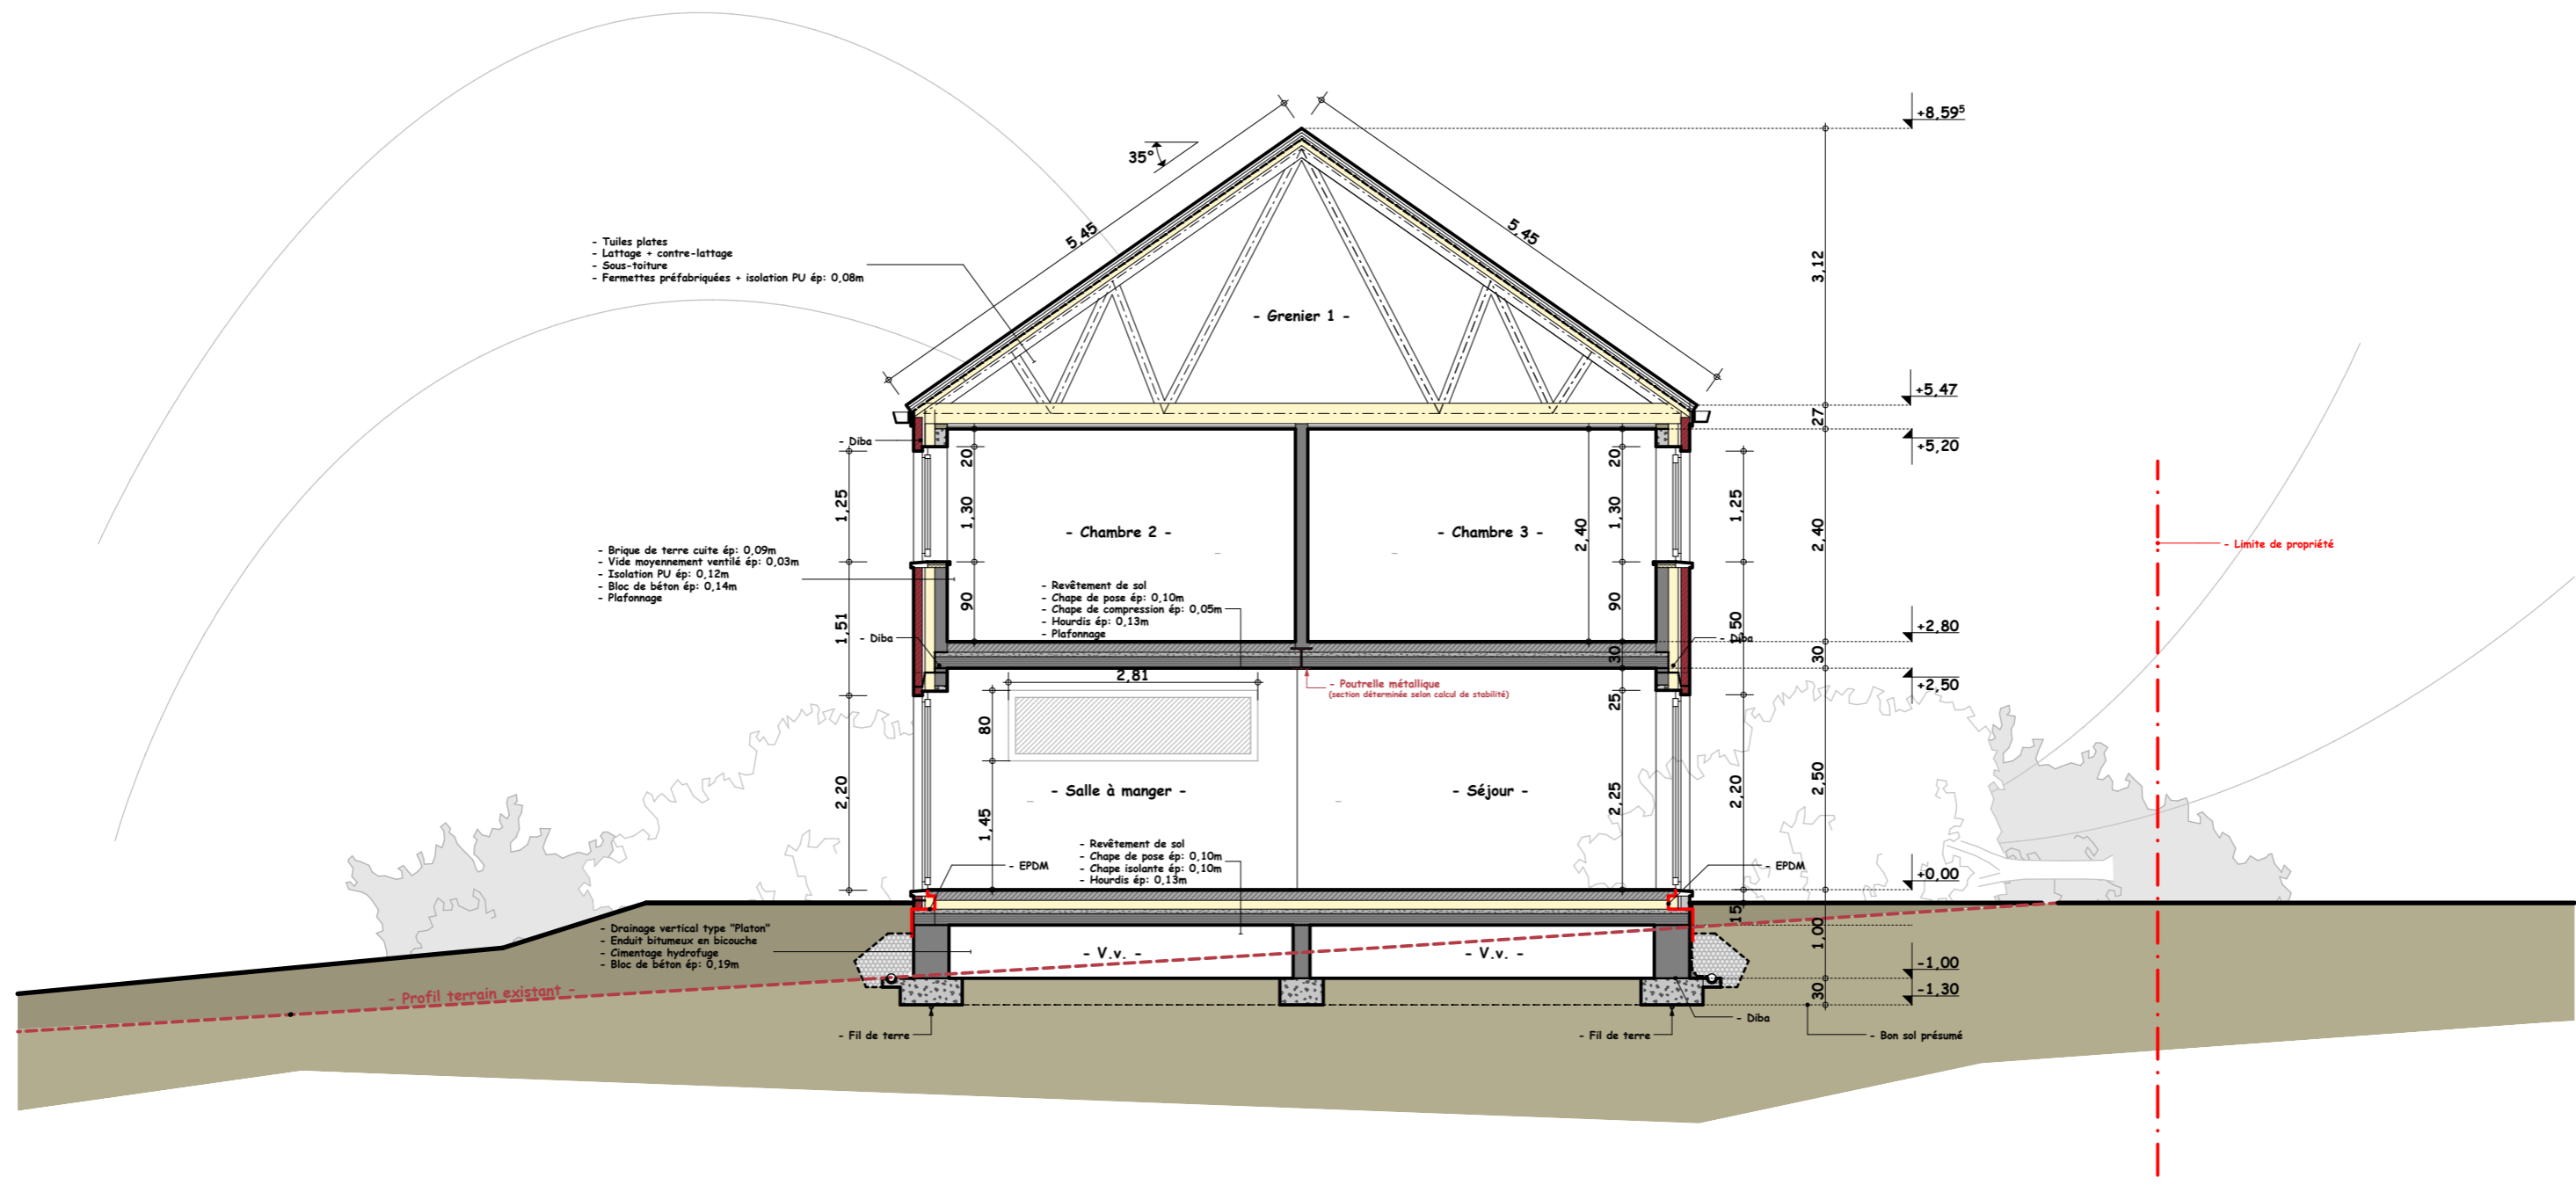 +8,59⁵
35°
5,45
5,45
- Tuiles plates
- Lattage + contre-lattage
- Sous-toiture
- Fermettes préfabriquées + isolation PU ép: 0,08m
3,12
- Grenier 1 -
+5,47
27
+5,20
- Diba
20
20
1,25
1,30
- Chambre 2 -
- Chambre 3 -
2,40
1,30
1,25
2,40
- Limite de propriété
- Brique de terre cuite ép: 0,09m
- Vide moyennement ventilé ép: 0,03m
- Isolation PU ép: 0,12m
- Bloc de béton ép: 0,14m
- Plafonnage
- Revêtement de sol
- Chape de pose ép: 0,10m
- Chape de compression ép: 0,05m
- Hourdis ép: 0,13m
- Plafonnage
90
90
1,51
- Diba
- Diba
+2,80
30
30
2,81
- Poutrelle métallique
(section déterminée selon calcul de stabilité)
+2,50
80
25
2,20
- Salle à manger -
- Séjour -
1,45
2,25
2,20
2,50
- Revêtement de sol
- Chape de pose ép: 0,10m
- Chape isolante ép: 0,10m
- Hourdis ép: 0,13m
- EPDM
- EPDM
+0,00
15
1,00
- Drainage vertical type "Platon"
- Enduit bitumeux en bicouche
- Cimentage hydrofuge
- Bloc de béton ép: 0,19m
- V.v. -
- V.v. -
-1,00
- Profil terrain existant -
30
-1,30
- Diba
- Fil de terre
- Fil de terre
- Bon sol présumé